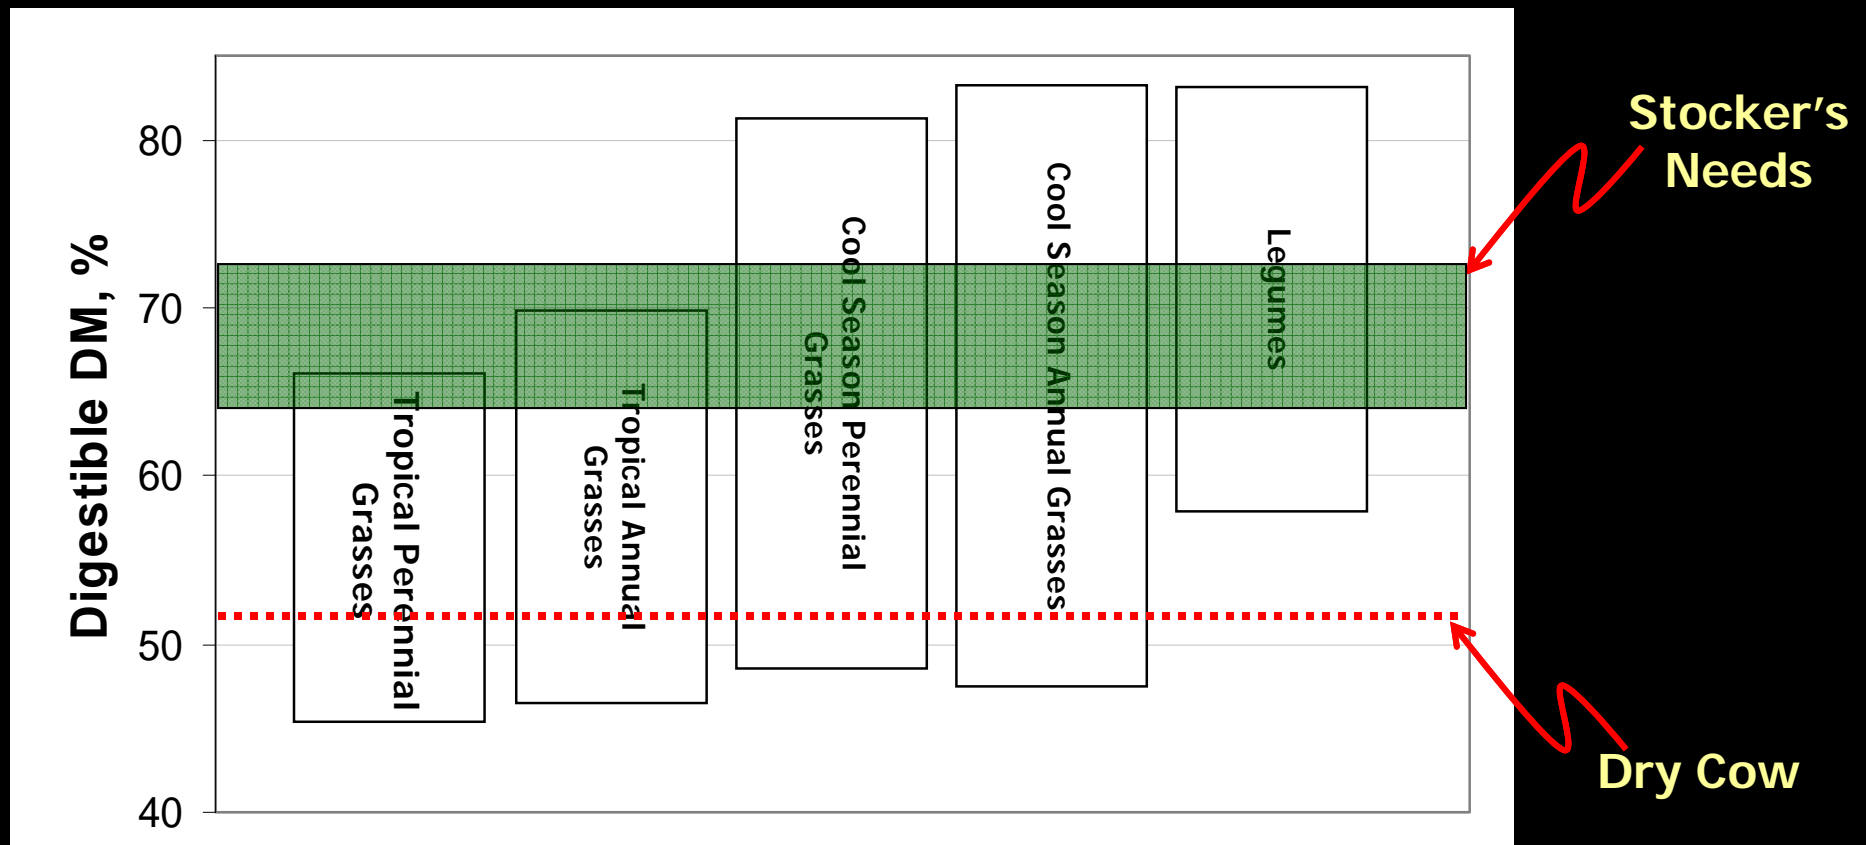 Digestible DM, %
80
70
60
50
40
Tropical Perennial
Grasses
Tropical Annual
Grasses
Cool Season Perennial
Grasses
Cool Season Annual Grasses
Legumes
Stocker's
Needs
Dry Cow